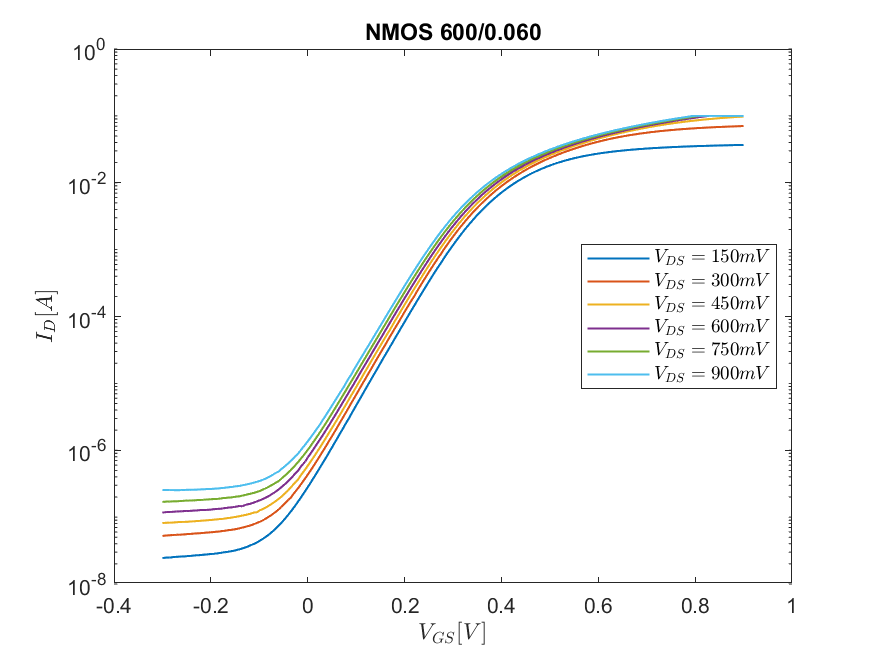 NMOS 600/0.060
10^0
10^-2
10^-4
10^-6
10^-8
I_D[A]
V_DS = 150mV
V_DS = 300mV
V_DS = 450mV
V_DS = 600mV
V_DS = 750mV
V_DS = 900mV
-0.4 -0.2 0 0.2 0.4 0.6 0.8 1
V_GS[V]